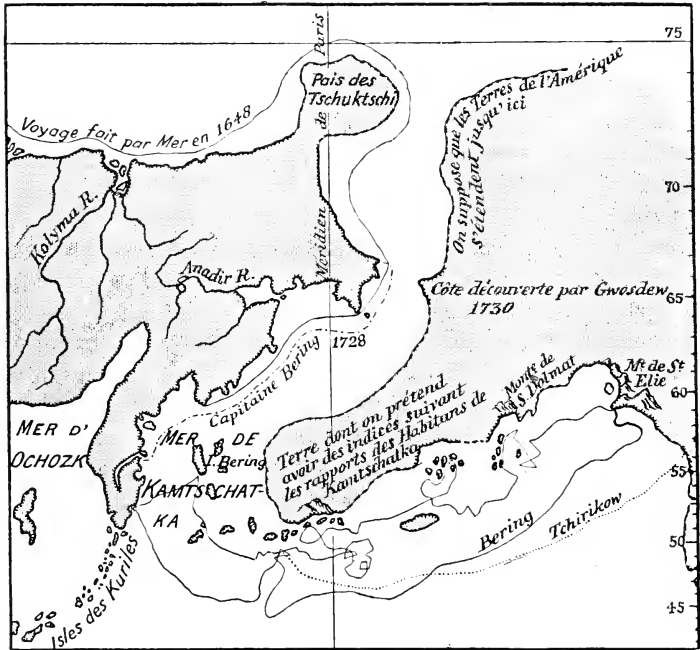 75
Paris
de
Meridien
Pais des
Tschuktschi
Voyage fait par Mer en 1648
On suppose que les Terres de l'Amérique
s'étendent jusqu'ici
70
Kolyma R.
Anadir R.
Côte découverte par Gwosdew
1730
65
1728
Capitaine Bering
Monts de
S. Dolmat
Mt. de St.
Elie
60
MER D'
OCHOZK
MER DE
I. Bering
KAMTSCHAT-
KA
Terre dont on prétend
avoir des indices suivant
les rapports des Habitans de
Kamtschatka
55
Bering
Tchirikow
50
Isles des Kuriles
45